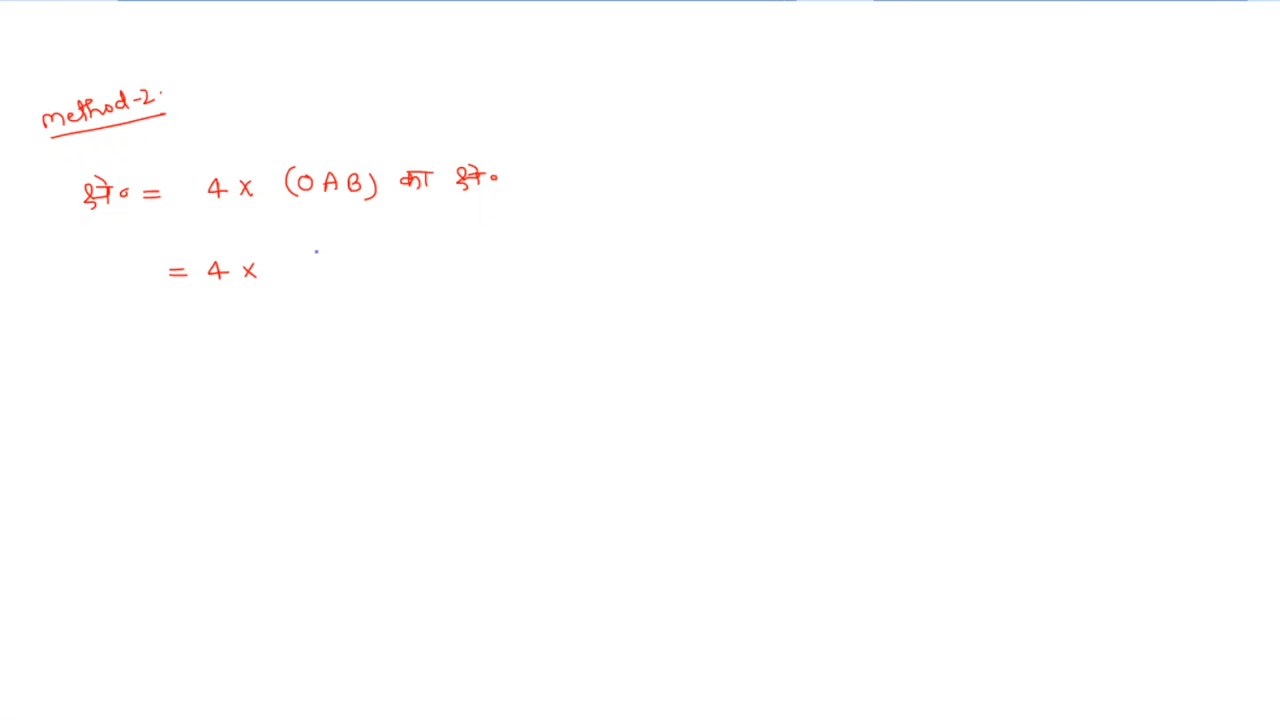 method-2.
क्षे० = 4 × (OAB) का क्षे०
= 4 ×